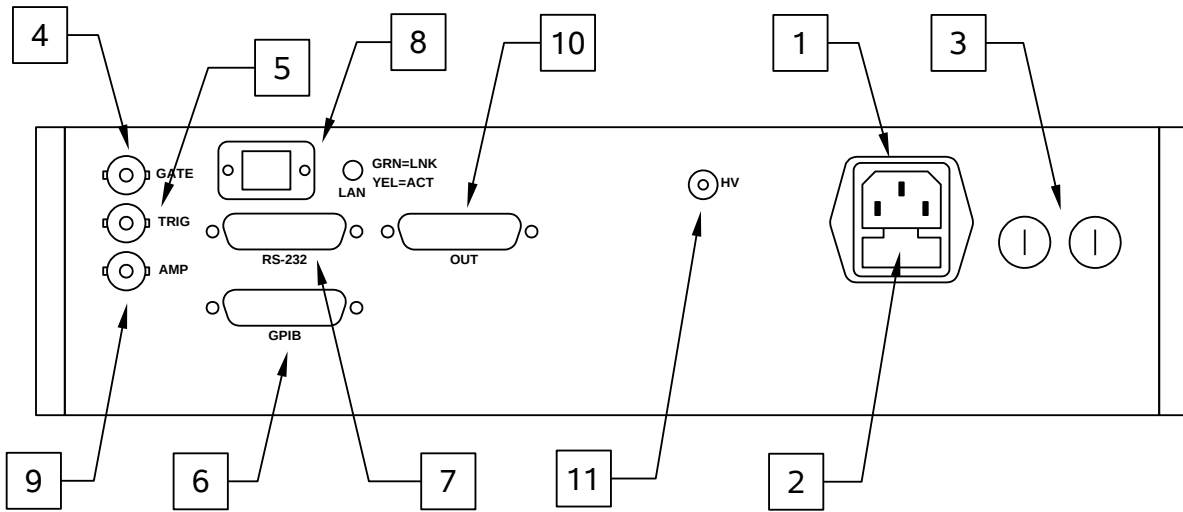 4
5
8
10
1
3
GATE
GRN=LNK
YEL=ACT
LAN
HV
TRIG
RS-232
OUT
AMP
GPIB
9
6
7
11
2